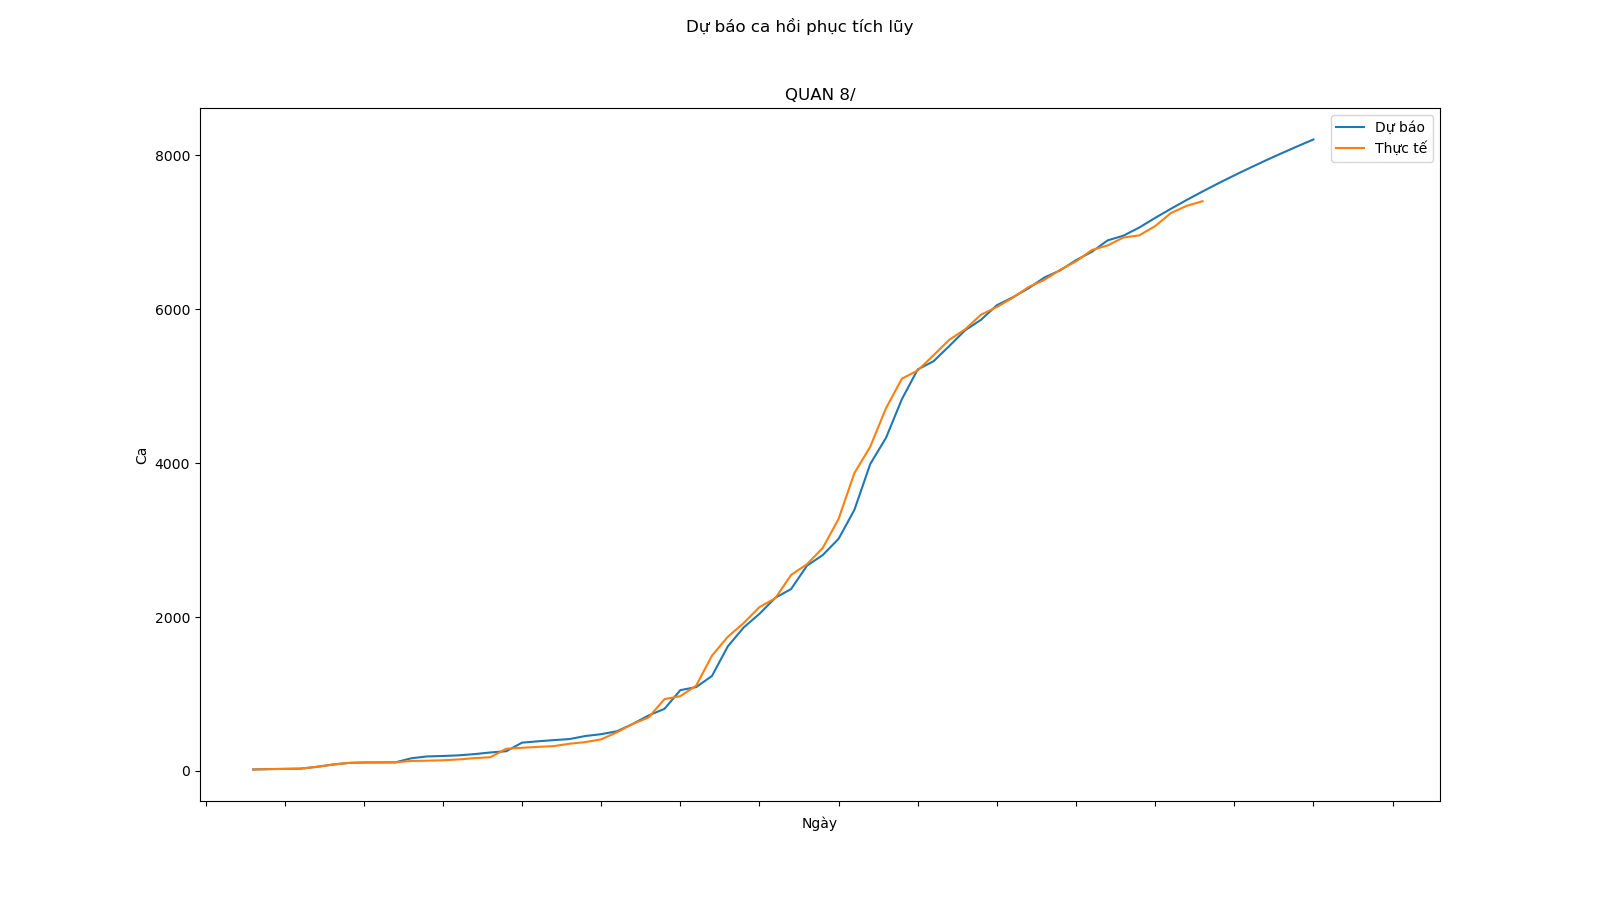 Dự báo ca hồi phục tích lũy
QUAN 8/
Dự báo
Thực tế
8000
6000
4000
2000
0
Ca
Ngày